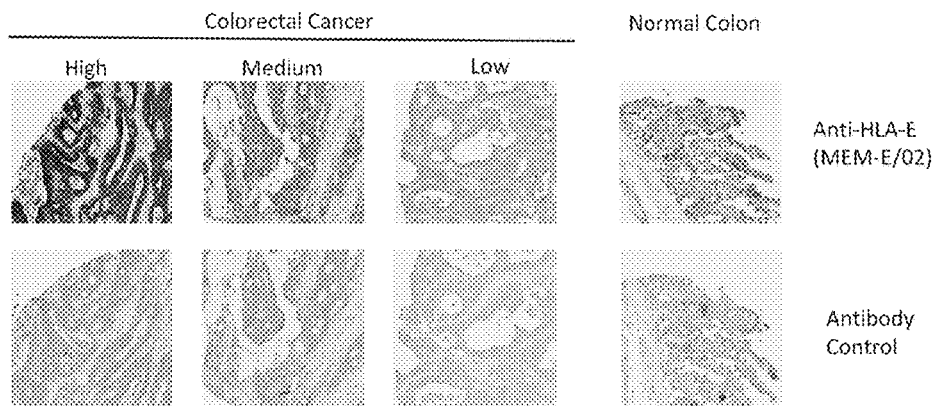 Colorectal Cancer
Normal Colon
High
Medium
Low
Anti-HLA-E
(MEM-E/02)
Antibody
Control